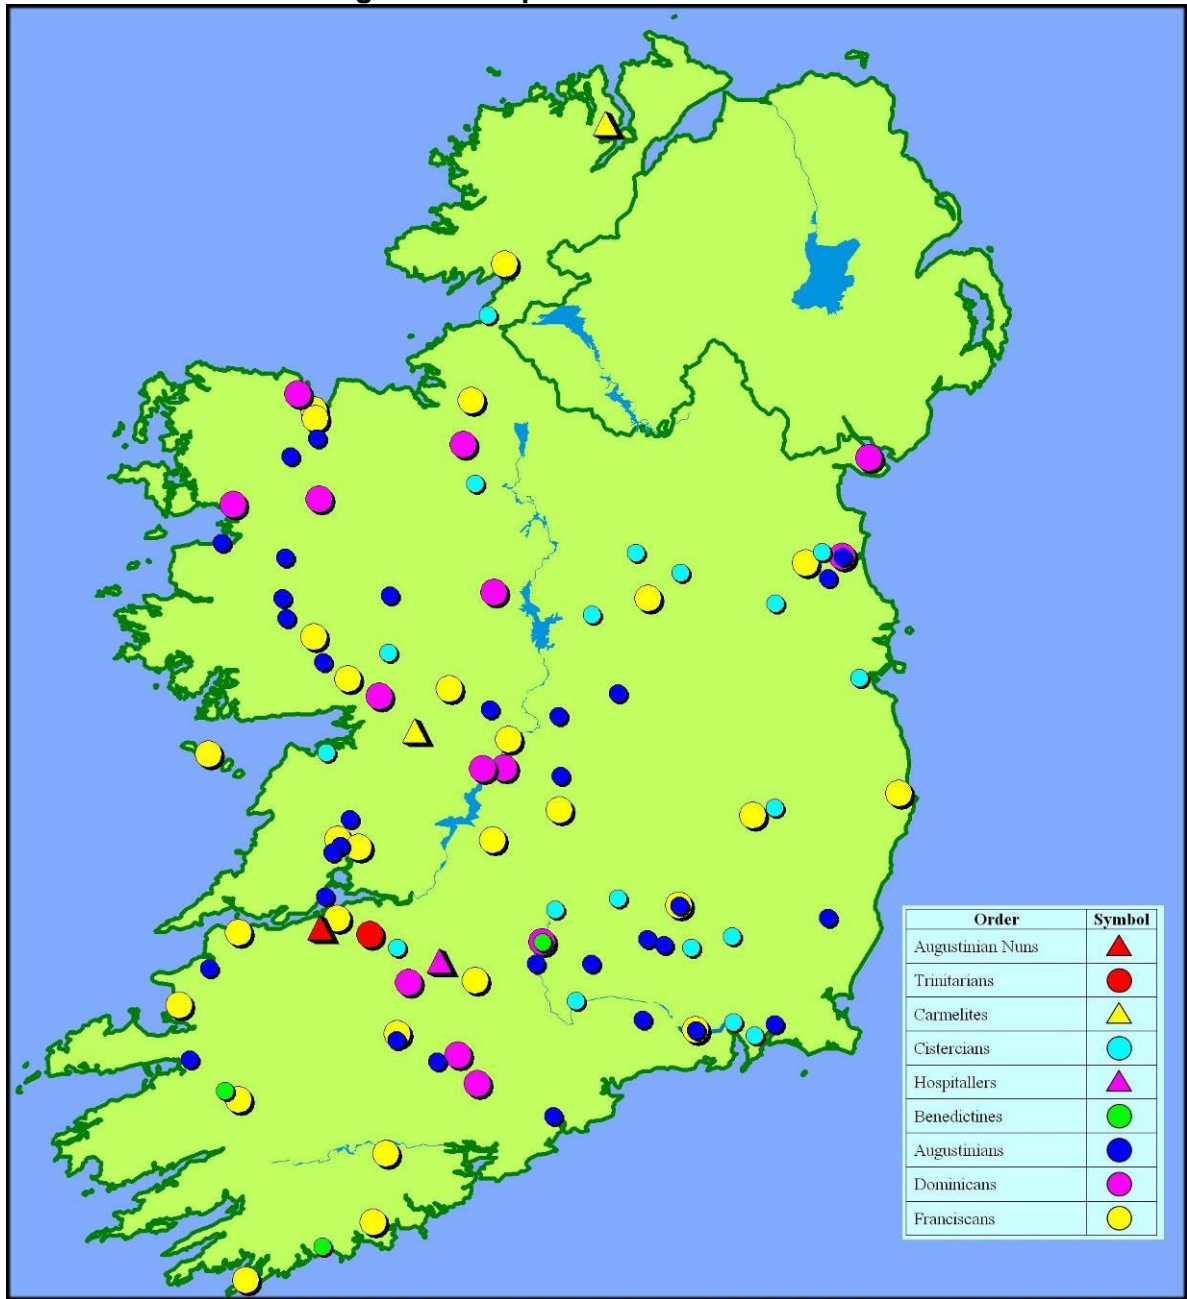 Order Symbol
Augustinian Nuns
Trinitarians
Carmelites
Cistercians
Hospitallers
Benedictines
Augustinians
Dominicans
Franciscans